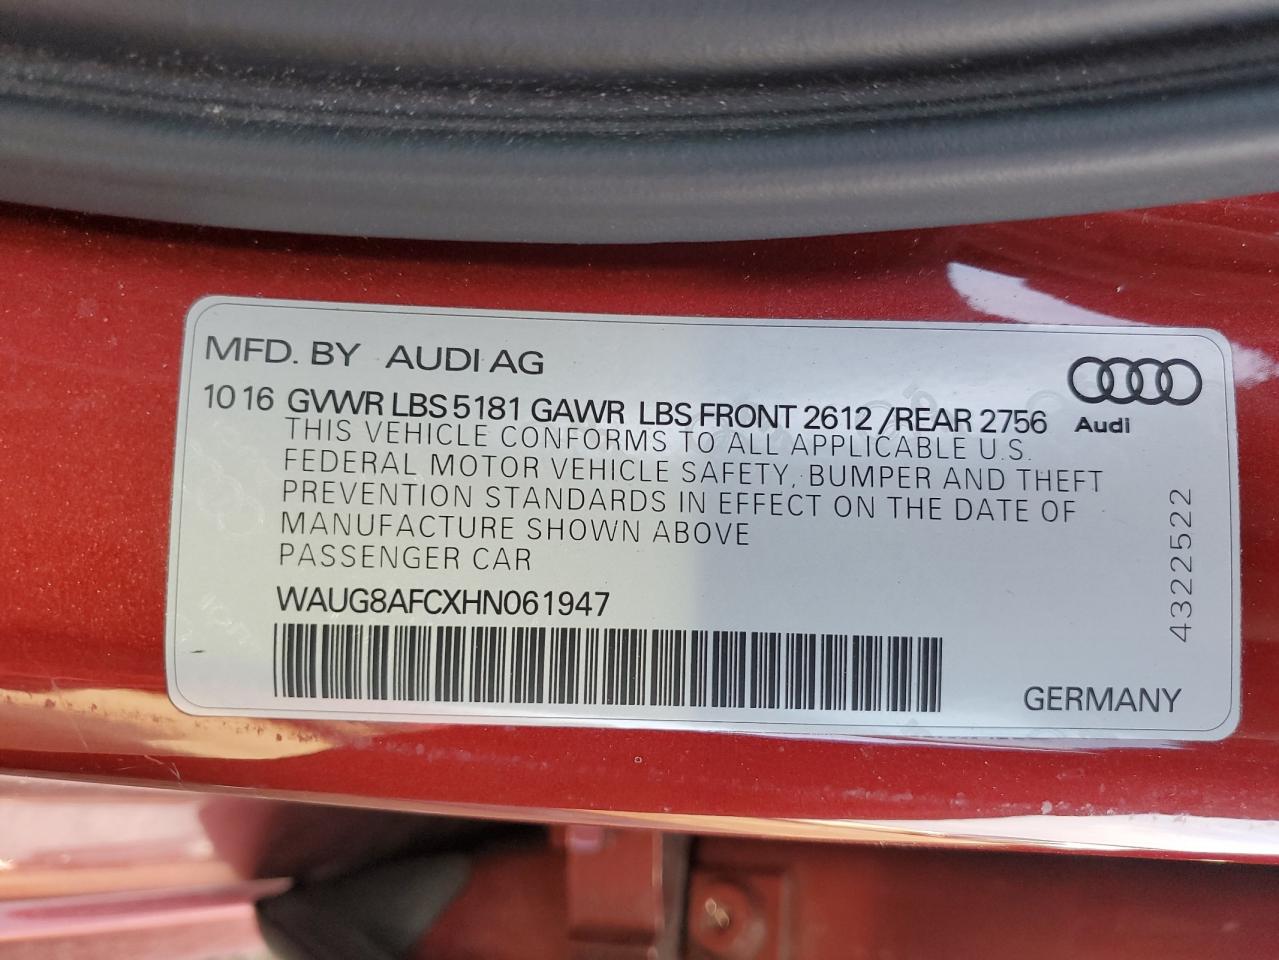 MFD. BY AUDI AG
10 16 GVWR LBS 5181 GAWR LBS FRONT 2612 /REAR 2756
Audi
THIS VEHICLE CONFORMS TO ALL APPLICABLE U.S.
FEDERAL MOTOR VEHICLE SAFETY, BUMPER AND THEFT
PREVENTION STANDARDS IN EFFECT ON THE DATE OF
MANUFACTURE SHOWN ABOVE
PASSENGER CAR
WAUG8AFCXHN061947
43225522
GERMANY